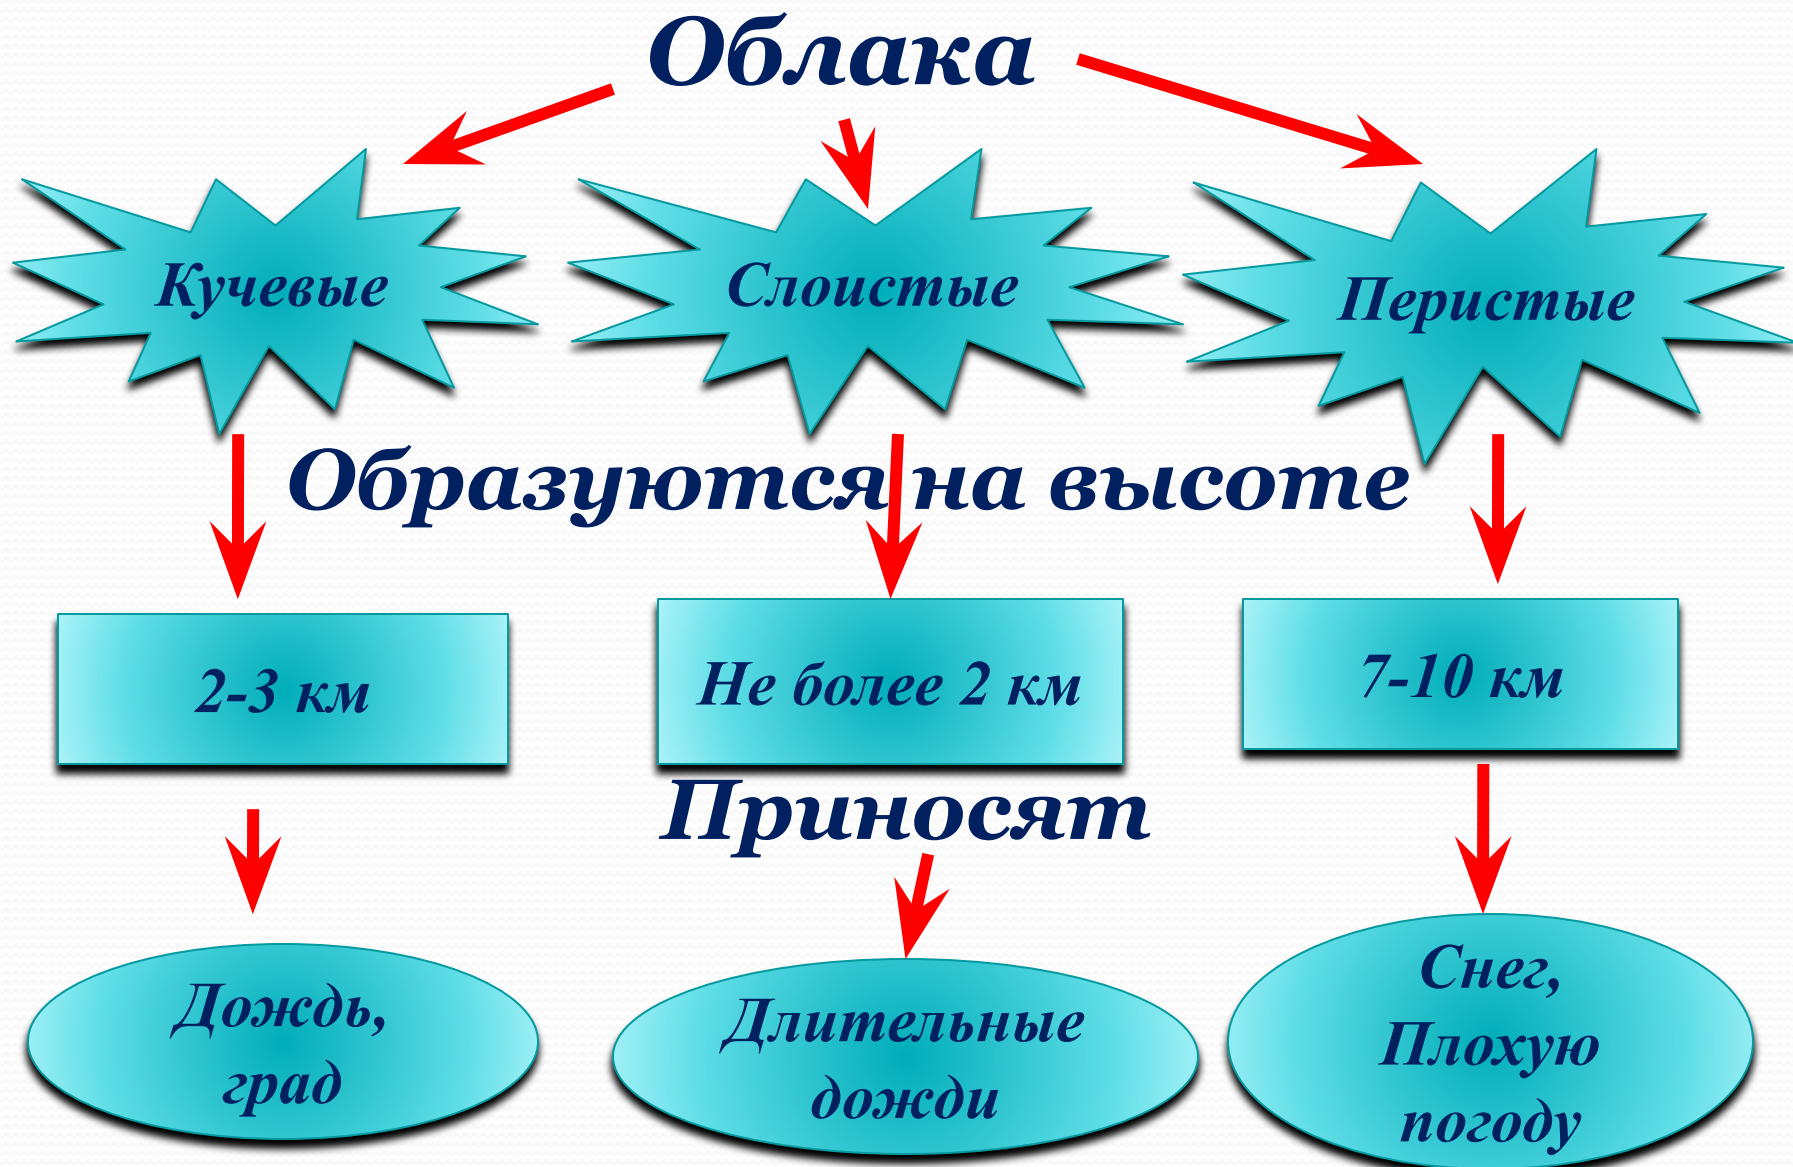 Облака
Кучевые
Слоистые
Перистые
Образуются на высоте
2-3 км
Не более 2 км
7-10 км
Приносят
Дождь,
град
Длительные
дожди
Снег,
Плохую
погоду